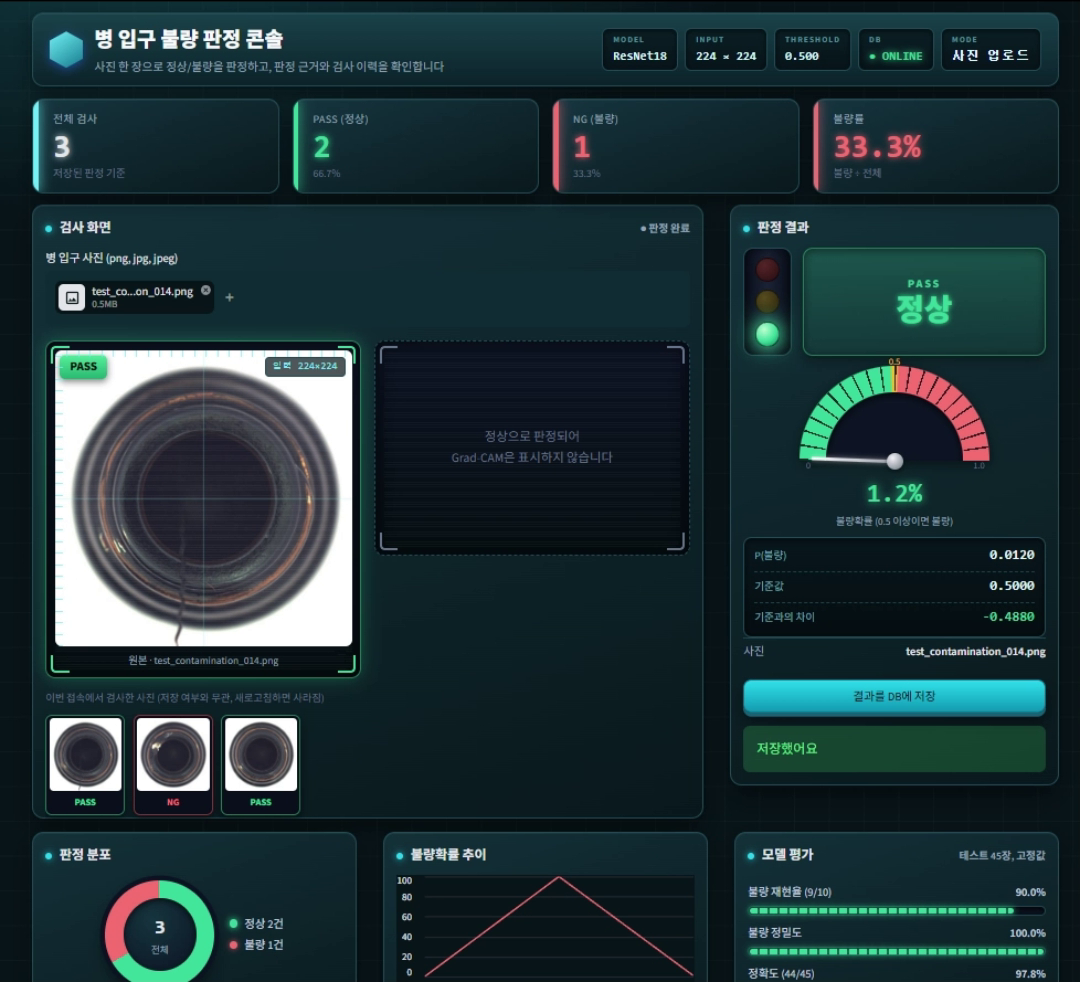 병 입구 불량 판정 콘솔
사진 한 장으로 정상/불량을 판정하고, 판정 근거와 검사 이력을 확인합니다
MODEL
ResNet18
INPUT
224 × 224
THRESHOLD
0.500
DB
● ONLINE
MODE
사진 업로드
전체 검사
3
저장된 판정 기준
PASS (정상)
2
66.7%
NG (불량)
1
33.3%
불량률
33.3%
불량 ÷ 전체
검사 화면
● 판정 완료
병 입구 사진 (png, jpg, jpeg)
test_co...on_014.png
0.5MB
+
PASS
입력 224×224
원본 · test_contamination_014.png
정상으로 판정되어
Grad-CAM은 표시하지 않습니다
이번 접속에서 검사한 사진 (저장 여부와 무관, 새로고침하면 사라짐)
PASS
NG
PASS
판정 결과
PASS
정상
0.5
0
1.0
1.2%
불량확률 (0.5 이상이면 불량)
P(불량)
0.0120
기준값
0.5000
기준과의 차이
-0.4880
사진
test_contamination_014.png
결과를 DB에 저장
저장했어요
판정 분포
3
전체
정상 2건
불량 1건
불량확률 추이
100
80
60
40
20
0
모델 평가
테스트 45장, 고정값
불량 재현율 (9/10)
90.0%
불량 정밀도
100.0%
정확도 (44/45)
97.8%